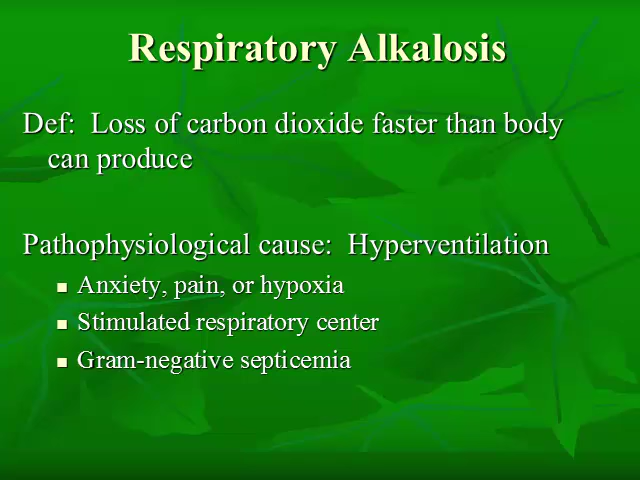 Respiratory Alkalosis
Def:  Loss of carbon dioxide faster than body
can produce
Pathophysiological cause:  Hyperventilation
Anxiety, pain, or hypoxia
Stimulated respiratory center
Gram-negative septicemia